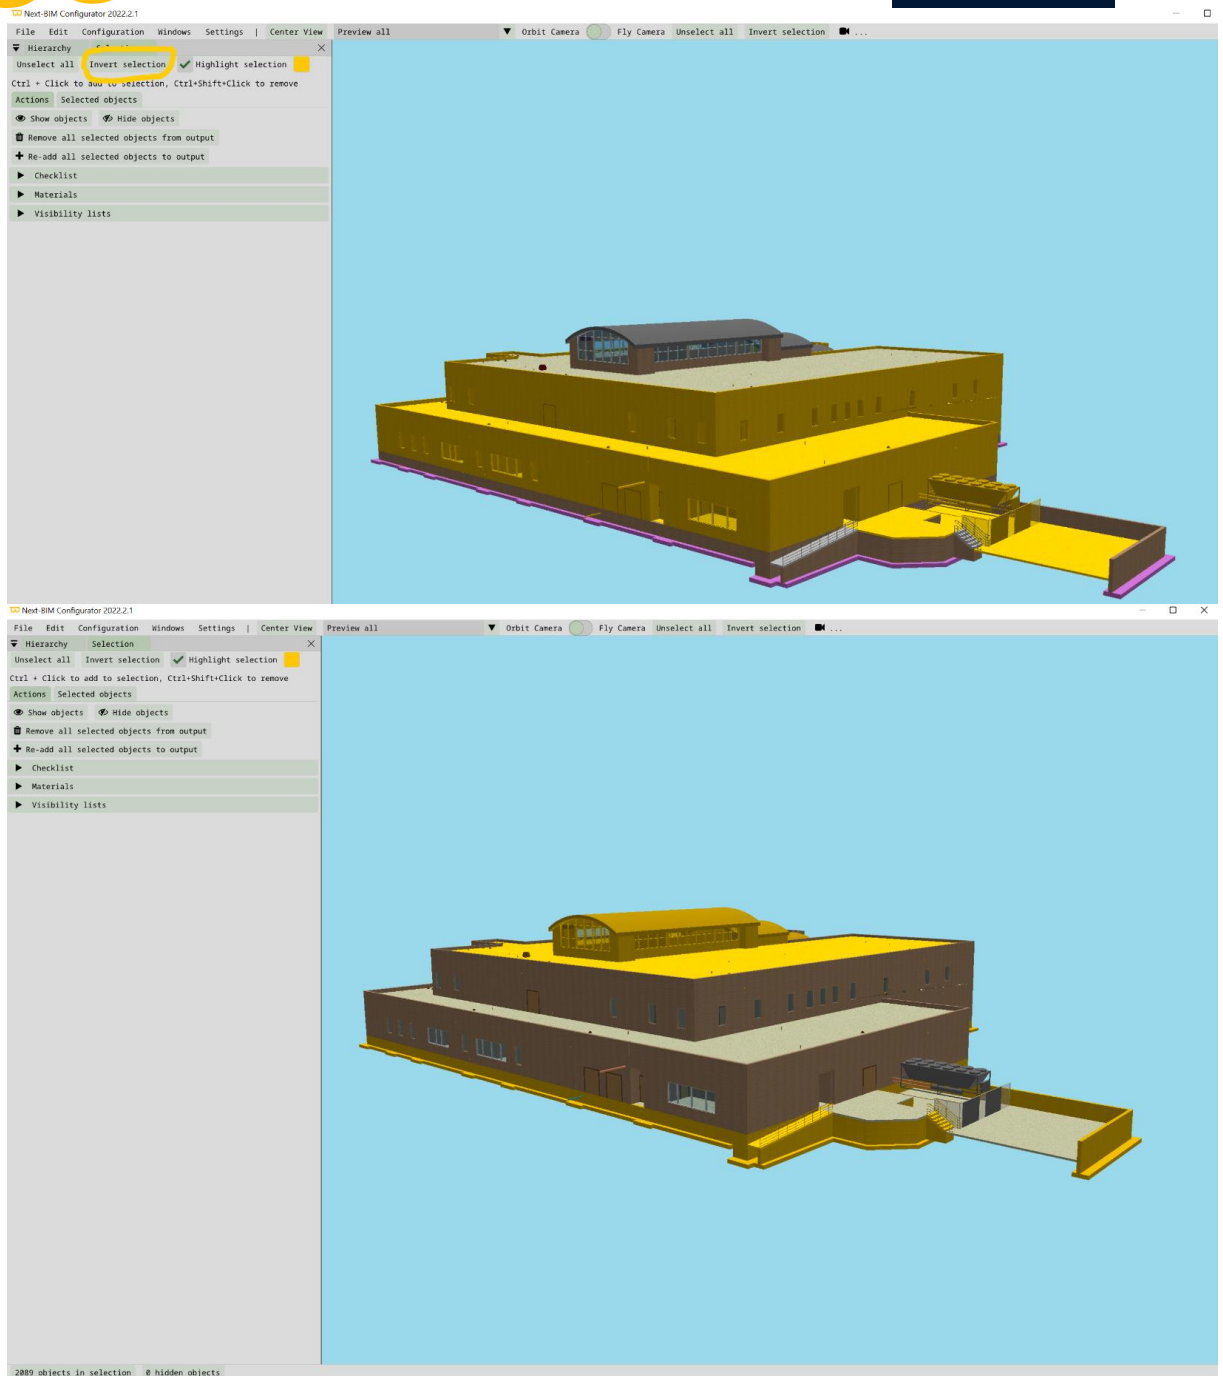 Next-BIM Configurator 2022.2.1
File Edit Configuration Windows Settings | Center View Preview all Orbit Camera Fly Camera Unselect all Invert selection ...
Hierarchy
Unselect all Invert selection Highlight selection
Ctrl + Click to add to selection, Ctrl+Shift+Click to remove
Actions Selected objects
Show objects Hide objects
Remove all selected objects from output
Re-add all selected objects to output
Checklist
Materials
Visibility lists
Next-BIM Configurator 2022.2.1
File Edit Configuration Windows Settings | Center View Preview all Orbit Camera Fly Camera Unselect all Invert selection ...
Hierarchy Selection
Unselect all Invert selection Highlight selection
Ctrl + Click to add to selection, Ctrl+Shift+Click to remove
Actions Selected objects
Show objects Hide objects
Remove all selected objects from output
Re-add all selected objects to output
Checklist
Materials
Visibility lists
2089 objects in selection 0 hidden objects